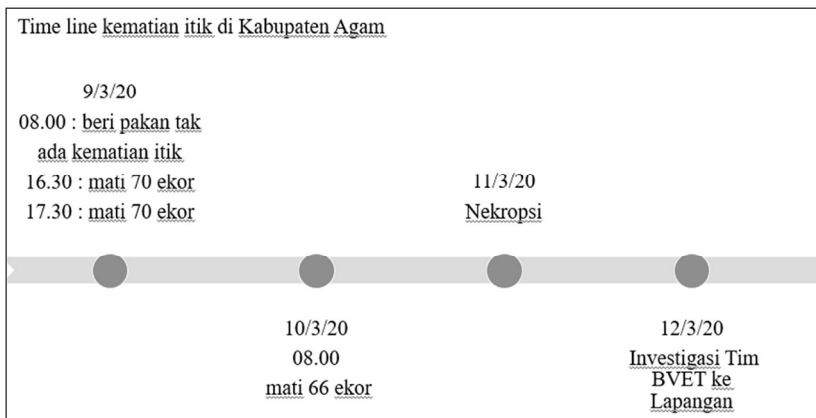 Time line kematian itik di Kabupaten Agam
9/3/20
08.00 : beri pakan tak
ada kematian itik
16.30 : mati 70 ekor
17.30 : mati 70 ekor
10/3/20
08.00
mati 66 ekor
11/3/20
Nekropsi
12/3/20
Investigasi Tim
BVET ke
Lapangan